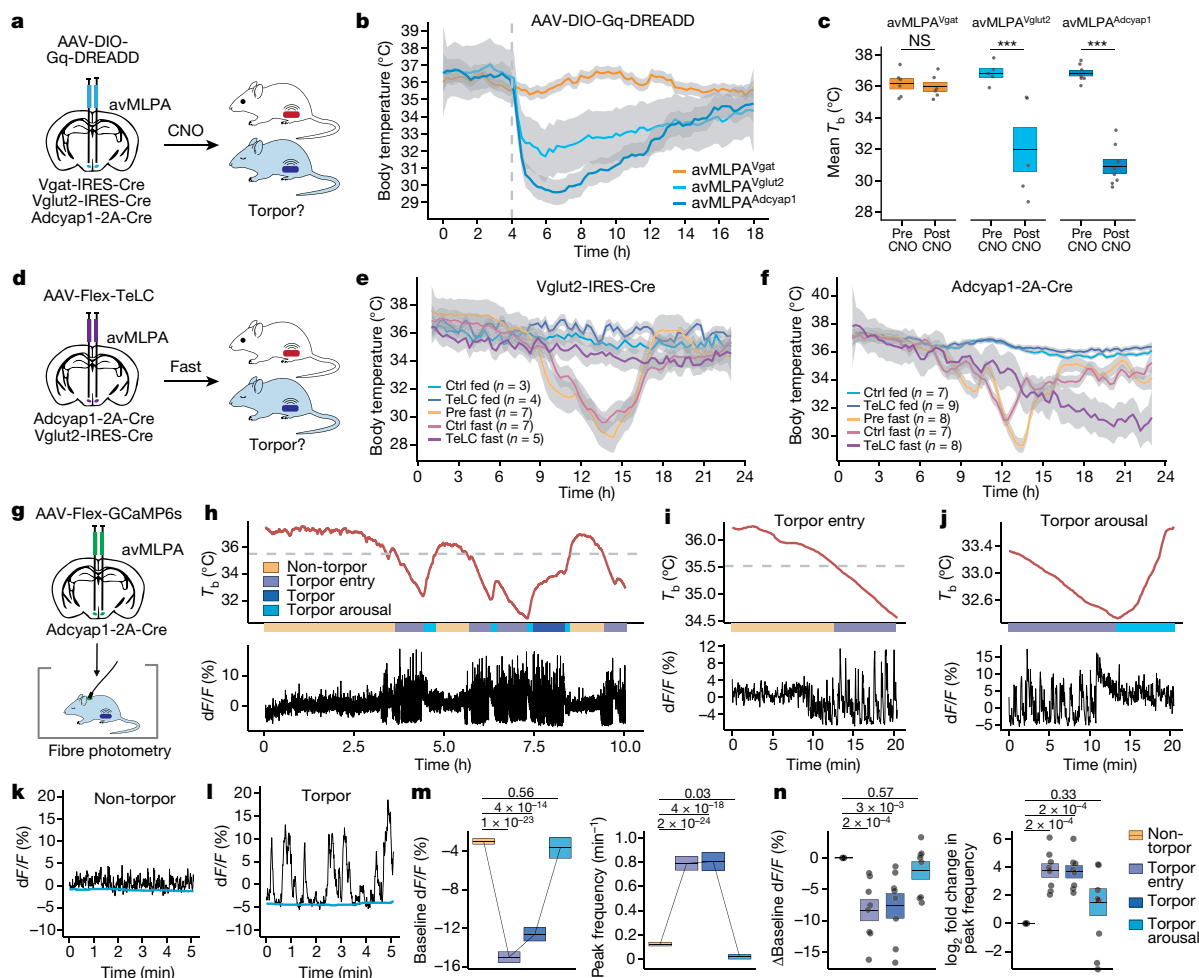 a
AAV-DIO-
Gq-DREADD
avMLPA
CNO
Vgat-IRES-Cre
Vglut2-IRES-Cre
Adcyap1-2A-Cre
Torpor?
b
AAV-DIO-Gq-DREADD
Body temperature (°C)
39
38
37
36
35
34
33
32
31
30
29
avMLPAVgat
avMLPAVglut2
avMLPAAdcyap1
0 2 4 6 8 10 12 14 16 18
Time (h)
c
avMLPAVgat avMLPAVglut2 avMLPAAdcyap1
NS *** ***
Mean Tb (°C)
38
36
34
32
30
28
Pre Post Pre Post Pre Post
CNO CNO CNO CNO CNO CNO
d
AAV-Flex-TeLC
avMLPA
Fast
Adcyap1-2A-Cre
Vglut2-IRES-Cre
Torpor?
e
Vglut2-IRES-Cre
Body temperature (°C)
38
36
34
32
30
28
Ctrl fed (n = 3)
TeLC fed (n = 4)
Pre fast (n = 7)
Ctrl fast (n = 7)
TeLC fast (n = 5)
0 3 6 9 12 15 18 21 24
Time (h)
f
Adcyap1-2A-Cre
Body temperature (°C)
40
38
36
34
32
30
Ctrl fed (n = 7)
TeLC fed (n = 9)
Pre fast (n = 8)
Ctrl fast (n = 7)
TeLC fast (n = 8)
0 3 6 9 12 15 18 21 24
Time (h)
g
AAV-Flex-GCaMP6s
avMLPA
Adcyap1-2A-Cre
Fibre photometry
h
Tb (°C)
36
34
32
Non-torpor
Torpor entry
Torpor
Torpor arousal
dF/F (%)
10
0
0 2.5 5.0 7.5 10.0
Time (h)
i
Torpor entry
Tb (°C)
36.0
35.5
35.0
34.5
dF/F (%)
12
8
4
0
−4
0 5 10 15 20
Time (min)
j
Torpor arousal
Tb (°C)
33.6
33.2
32.8
32.4
dF/F (%)
15
10
5
0
−5
0 5 10 15 20
Time (min)
k
Non-torpor
dF/F (%)
20
15
10
5
0
−5
−10
0 1 2 3 4 5
Time (min)
l
Torpor
20
15
10
5
0
−5
−10
0 1 2 3 4 5
Time (min)
m
0.56
4 × 10−14
1 × 10−23
Baseline dF/F (%)
−4
−8
−12
−16
0.03
4 × 10−18
2 × 10−24
Peak frequency (min−1)
1.0
0.8
0.6
0.4
0.2
0
n
0.57
3 × 10−3
2 × 10−4
ΔBaseline dF/F (%)
0
−5
−10
−15
0.33
2 × 10−4
2 × 10−4
log2 fold change in
peak frequency
6
4
2
0
−2
Non-
torpor
Torpor
entry
Torpor
Torpor
arousal